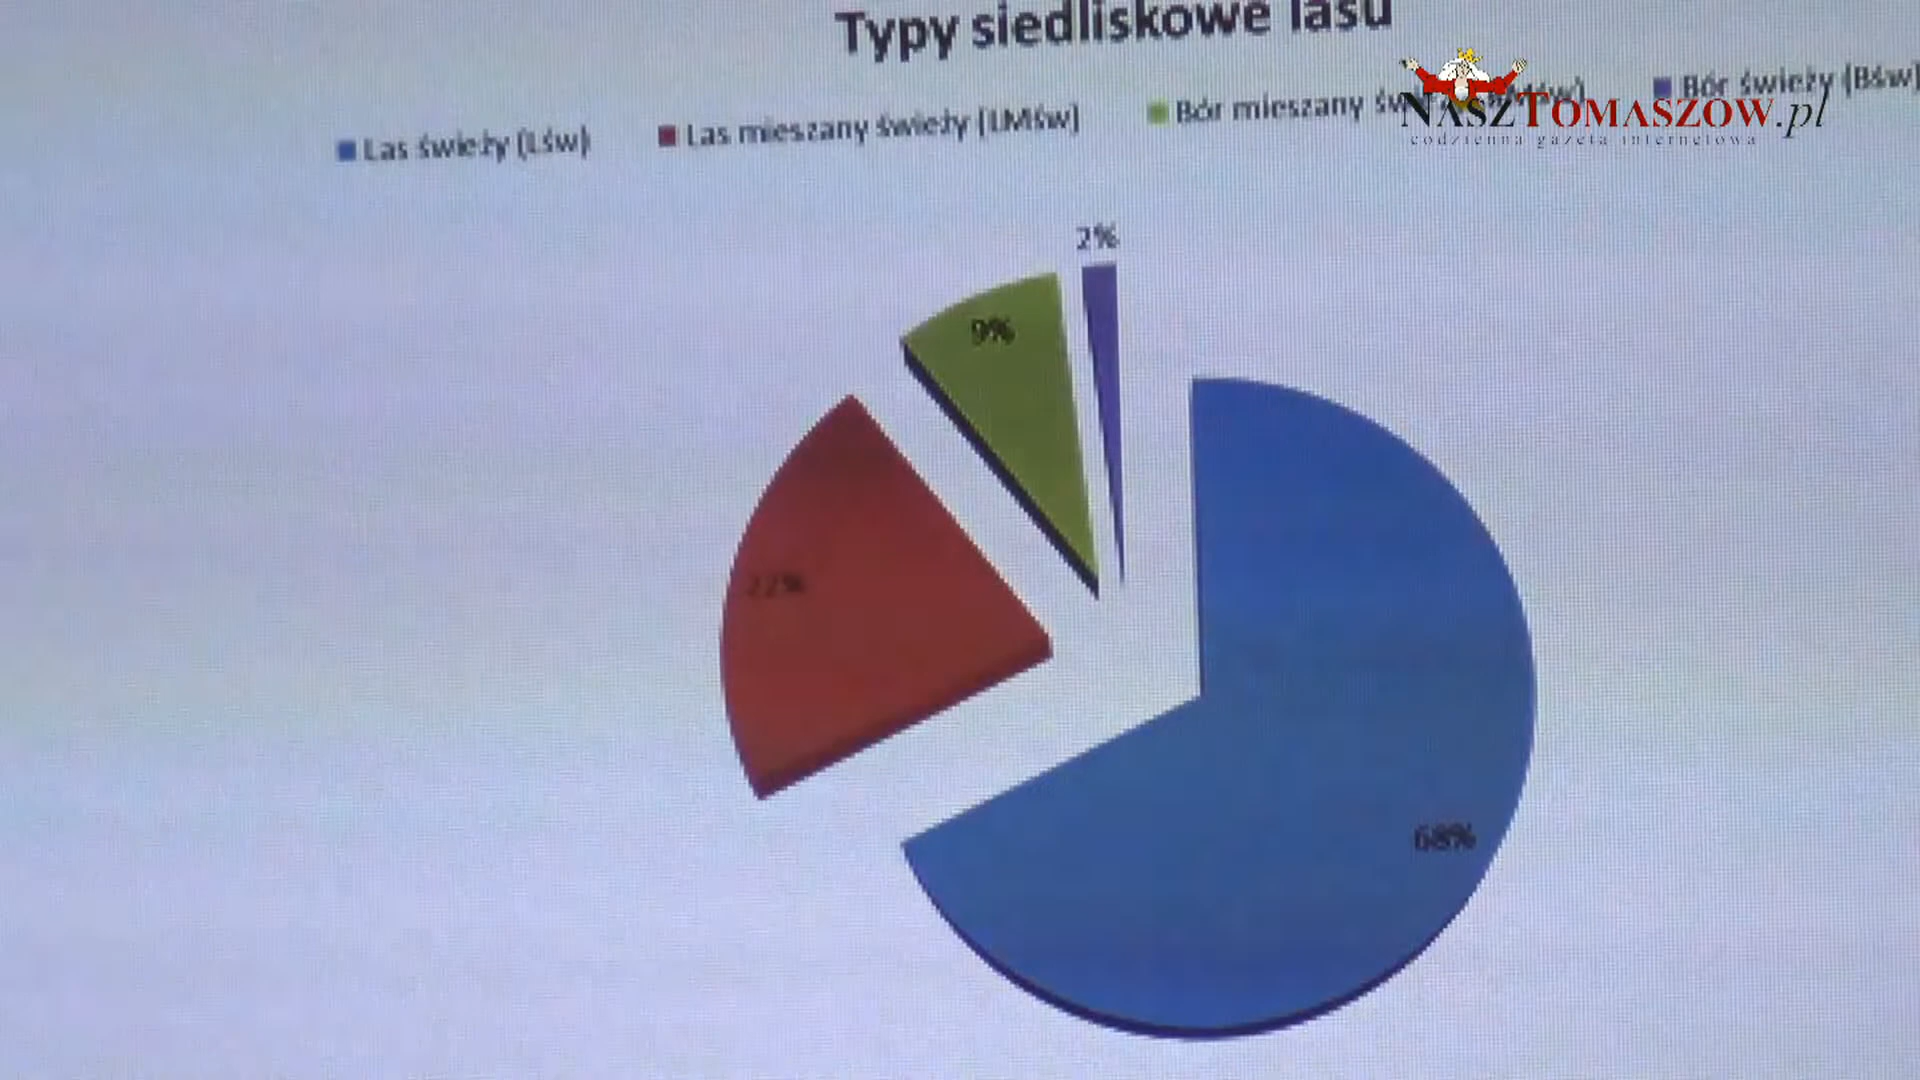 Typy siedliskowe lasu
Las świeży (Lśw) Las mieszany świeży (LMśw) Bór mieszany Bór świeży (Bśw)
NASZTOMASZOW.pl
codzienna gazeta internetowa
2%
9%
22%
68%